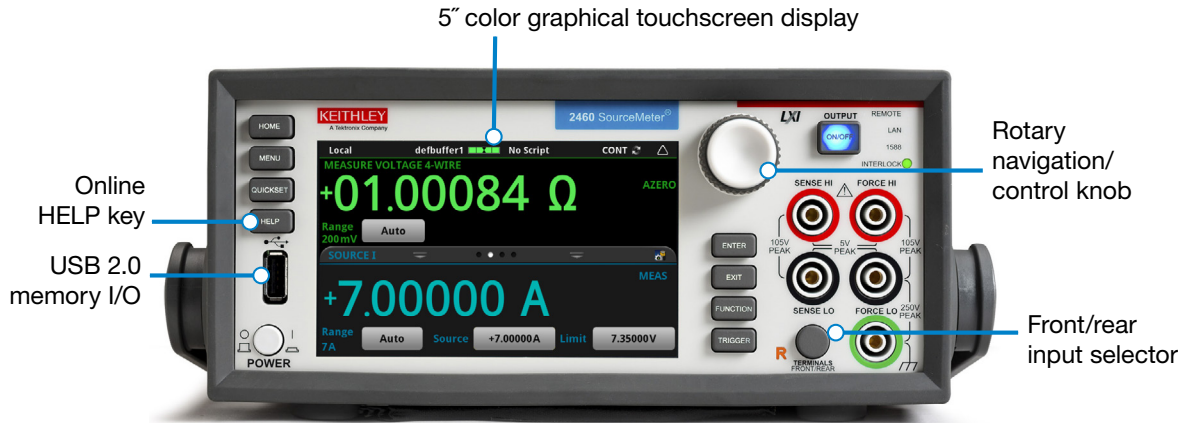 5″ color graphical touchscreen display
KEITHLEY
A Tektronix Company
2460 SourceMeter®
LXI
OUTPUT
ON/OFF
REMOTE
LAN
1588
INTERLOCK
HOME
MENU
QUICKSET
HELP
Online
HELP key
USB 2.0
memory I/O
POWER
Local defbuffer1 No Script CONT
MEASURE VOLTAGE 4-WIRE
+01.00084 Ω
AZERO
Range
200mV
Auto
SOURCE I
MEAS
+7.00000 A
Range
7A
Auto Source +7.00000A Limit 7.35000V
ENTER
EXIT
FUNCTION
TRIGGER
Rotary
navigation/
control knob
SENSE HI FORCE HI
105V
PEAK
5V
PEAK
105V
PEAK
SENSE LO FORCE LO
250V
PEAK
R
TERMINALS
FRONT/REAR
Front/rear
input selector